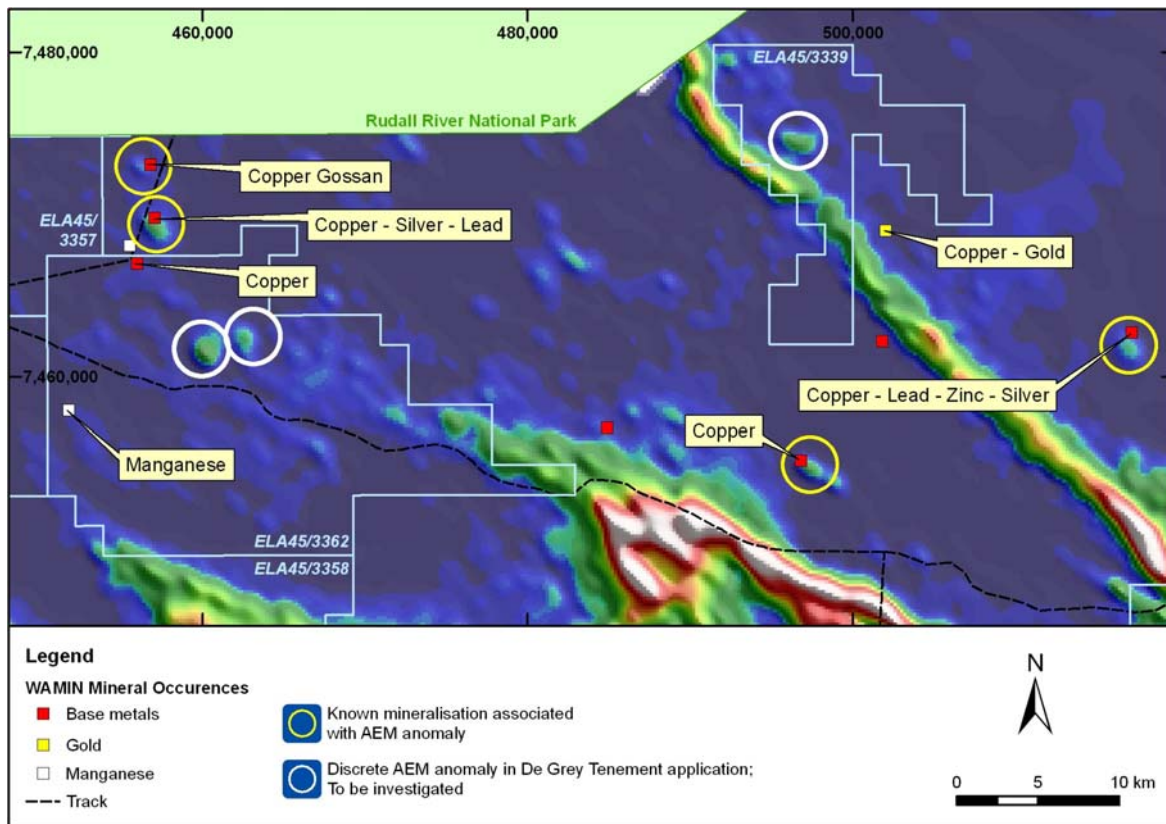 460,000
480,000
500,000
7,480,000
ELA45/3339
Rudall River National Park
Copper Gossan
ELA45/
3357
Copper - Silver - Lead
Copper - Gold
Copper
7,460,000
Copper - Lead - Zinc - Silver
Copper
Manganese
ELA45/3362
ELA45/3358
Legend
WAMIN Mineral Occurences
Base metals
Gold
Manganese
Track
Known mineralisation associated
with AEM anomaly
Discrete AEM anomaly in De Grey Tenement application;
To be investigated
N
0 5 10 km